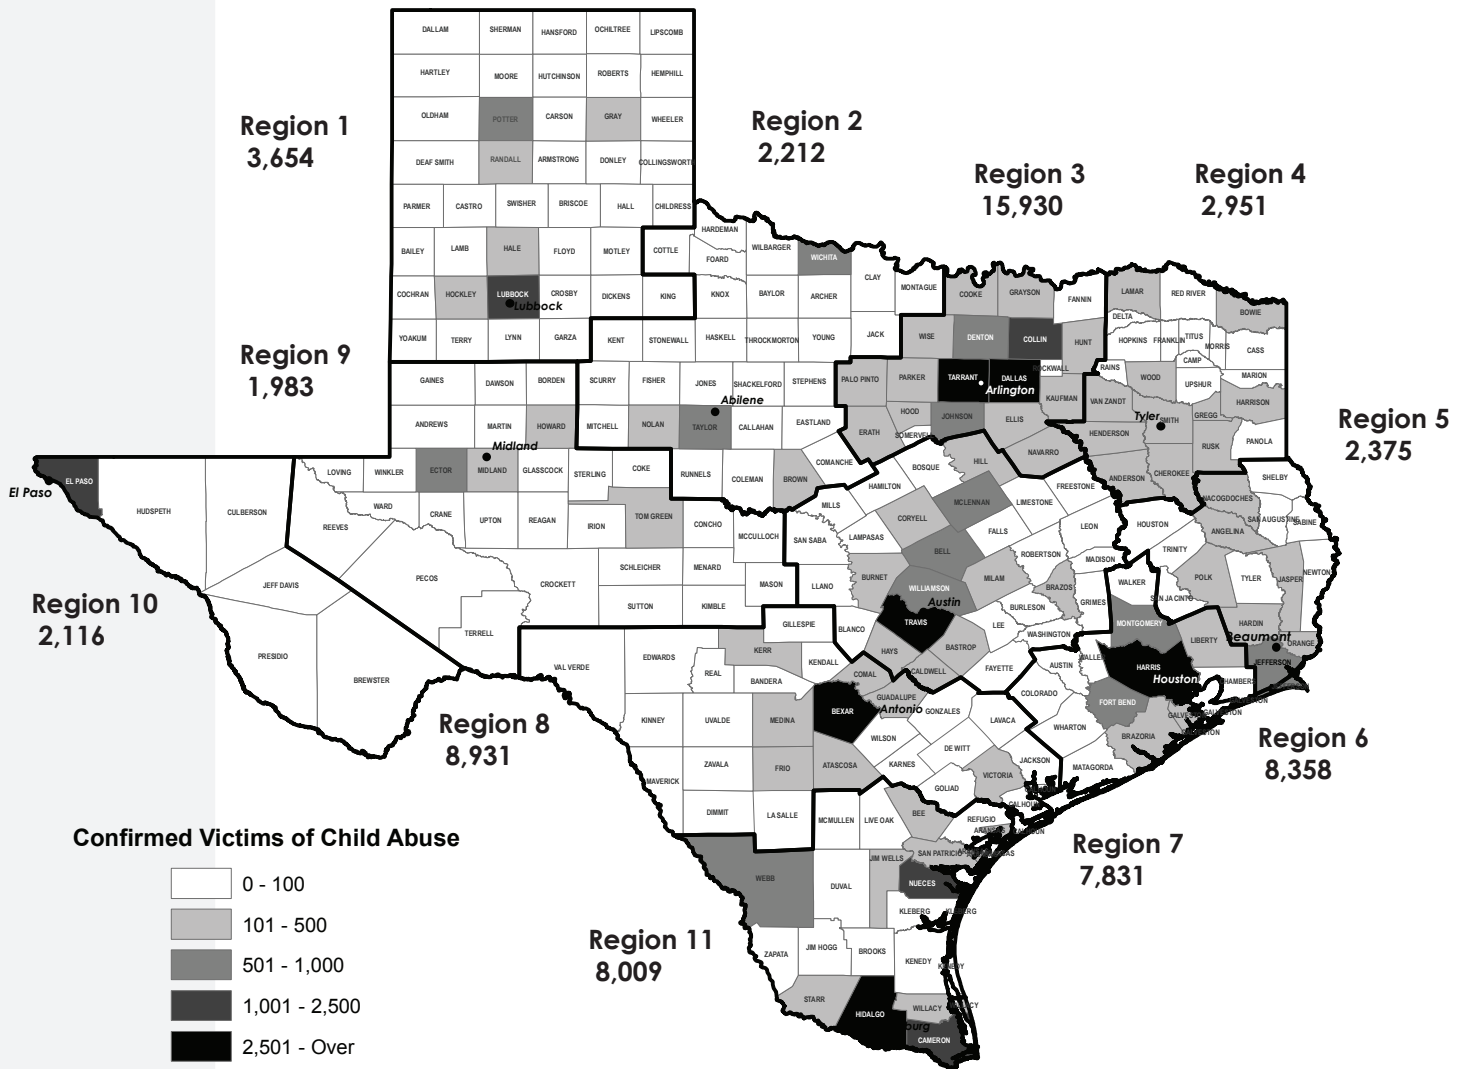 DALLAM SHERMAN HANSFORD OCHILTREE LIPSCOMB
HARTLEY MOORE HUTCHINSON ROBERTS HEMPHILL
OLDHAM POTTER CARSON GRAY WHEELER
DEAF SMITH RANDALL ARMSTRONG DONLEY COLLINGSWORTH
PARMER CASTRO SWISHER BRISCOE HALL CHILDRESS
BAILEY LAMB HALE FLOYD MOTLEY COTTLE
COCHRAN HOCKLEY LUBBOCK CROSBY DICKENS KING
Lubbock
YOAKUM TERRY LYNN GARZA
Region 1
3,654
Region 2
2,212
Region 3
15,930
Region 4
2,951
HARDEMAN FOARD WILBARGER WICHITA CLAY MONTAGUE
KNOX BAYLOR ARCHER JACK
KENT STONEWALL HASKELL THROCKMORTON YOUNG
SCURRY FISHER JONES SHACKELFORD STEPHENS
Abilene
MITCHELL NOLAN TAYLOR CALLAHAN EASTLAND
RUNNELS COLEMAN BROWN COMANCHE
COOKE GRAYSON FANNIN
WISE DENTON COLLIN HUNT
PALO PINTO PARKER TARRANT DALLAS ROCKWALL
Arlington
KAUFMAN
ERATH HOOD JOHNSON ELLIS
SOMERVELL NAVARRO
LAMAR RED RIVER BOWIE
DELTA
HOPKINS FRANKLIN TITUS MORRIS CASS
CAMP
RAINS WOOD UPSHUR MARION
VAN ZANDT Tyler SMITH GREGG HARRISON
HENDERSON RUSK PANOLA
ANDERSON CHEROKEE
Region 9
1,983
GAINES DAWSON BORDEN
ANDREWS MARTIN HOWARD
Midland
LOVING WINKLER ECTOR MIDLAND GLASSCOCK STERLING COKE
WARD CRANE UPTON REAGAN IRION TOM GREEN CONCHO
REEVES MCCULLOCH
PECOS CROCKETT SCHLEICHER MENARD MASON
TERRELL SUTTON KIMBLE
Region 5
2,375
NACOGDOCHES SHELBY
HOUSTON ANGELINA SAN AUGUSTINE SABINE
TRINITY POLK TYLER JASPER NEWTON
SAN JACINTO HARDIN ORANGE
Beaumont
JEFFERSON
El Paso
EL PASO HUDSPETH CULBERSON
JEFF DAVIS
PRESIDIO BREWSTER
Region 10
2,116
BOSQUE HILL
HAMILTON MCLENNAN LIMESTONE FREESTONE
MILLS CORYELL FALLS LEON
SAN SABA LAMPASAS BELL ROBERTSON MADISON
LLANO BURNET WILLIAMSON MILAM BRAZOS
Austin
TRAVIS BURLESON GRIMES
BLANCO LEE WASHINGTON
HAYS BASTROP
CALDWELL FAYETTE
WALKER
MONTGOMERY LIBERTY
WALLER HARRIS
Houston
AUSTIN CHAMBERS
COLORADO FORT BEND GALVESTON GALVESTON
WHARTON BRAZORIA
MATAGORDA
Region 6
8,358
VAL VERDE EDWARDS KERR GILLESPIE
REAL BANDERA KENDALL COMAL
KINNEY UVALDE MEDINA BEXAR GUADALUPE
Antonio
GONZALES LAVACA
WILSON
MAVERICK ZAVALA FRIO ATASCOSA KARNES DE WITT JACKSON
DIMMIT LA SALLE GOLIAD VICTORIA
CALHOUN
Region 8
8,931
Region 7
7,831
MCMULLEN LIVE OAK BEE REFUGIO
SAN PATRICIO
WEBB DUVAL JIM WELLS NUECES
KLEBERG KLEBERG
ZAPATA JIM HOGG BROOKS KENEDY KENEDY
STARR HIDALGO WILLACY
burg
CAMERON
Region 11
8,009
Confirmed Victims of Child Abuse
0 - 100
101 - 500
501 - 1,000
1,001 - 2,500
2,501 - Over